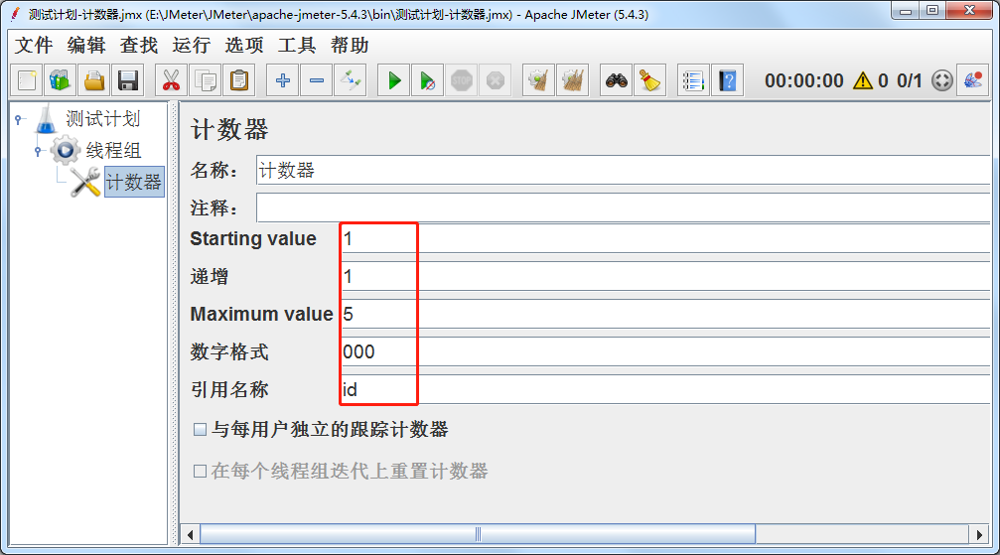 测试计划-计数器.jmx (E:\JMeter\JMeter\apache-jmeter-5.4.3\bin\测试计划-计数器.jmx) - Apache JMeter (5.4.3)
文件 编辑 查找 运行 选项 工具 帮助
STOP 00:00:00 0 0/1
测试计划
线程组
计数器
计数器
名称： 计数器
注释：
Starting value 1
递增 1
Maximum value 5
数字格式 000
引用名称 id
与每用户独立的跟踪计数器
在每个线程组迭代上重置计数器